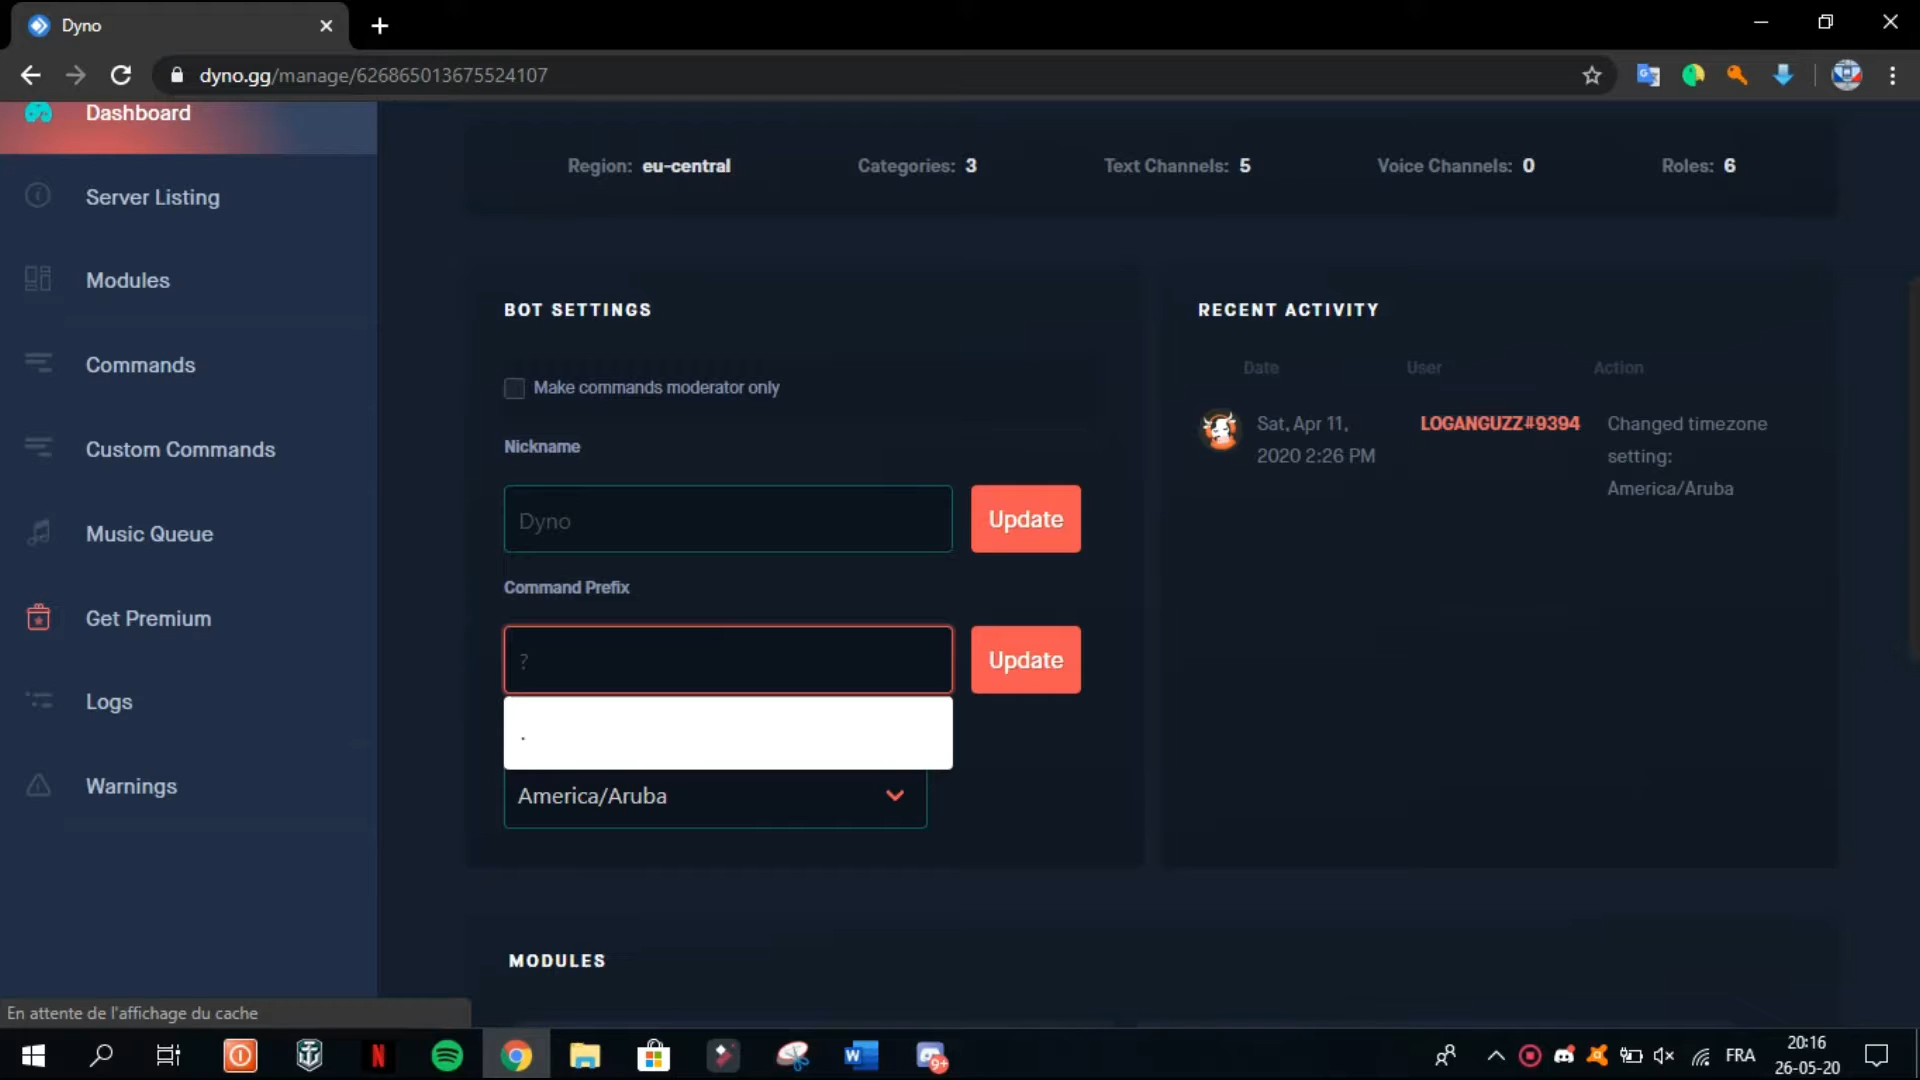 Dyno
dyno.gg/manage/626865013675524107
Dashboard
Server Listing
Modules
Commands
Custom Commands
Music Queue
Get Premium
Logs
Warnings
Region: eu-central
Categories: 3
Text Channels: 5
Voice Channels: 0
Roles: 6
BOT SETTINGS
Make commands moderator only
Nickname
Dyno
Update
Command Prefix
?
Update
.
America/Aruba
RECENT ACTIVITY
Date User Action
Sat, Apr 11, LOGANGUZZ#9394 Changed timezone
2020 2:26 PM setting:
America/Aruba
MODULES
En attente de l'affichage du cache
9+
FRA
20:16
26-05-20